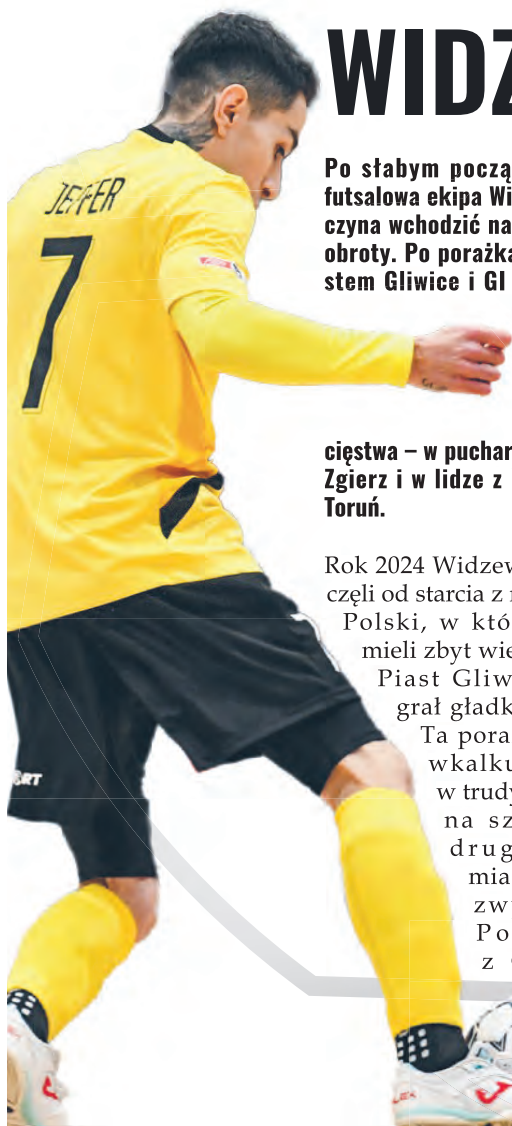 WIDZ
Po słabym począ
futsalowa ekipa Wi
czyna wchodzić na
obroty. Po porażka
stem Gliwice i GI
cięstwa – w puchar
Zgierz i w lidze z
Toruń.
Rok 2024 Widzew
częli od starcia z
Polski, w któ
mieli zbyt wie
Piast Gliw
grał gładk
Ta pora
wkalku
w trudy
na sz
drug
mia
zwy
Po
z
JEFFER
7